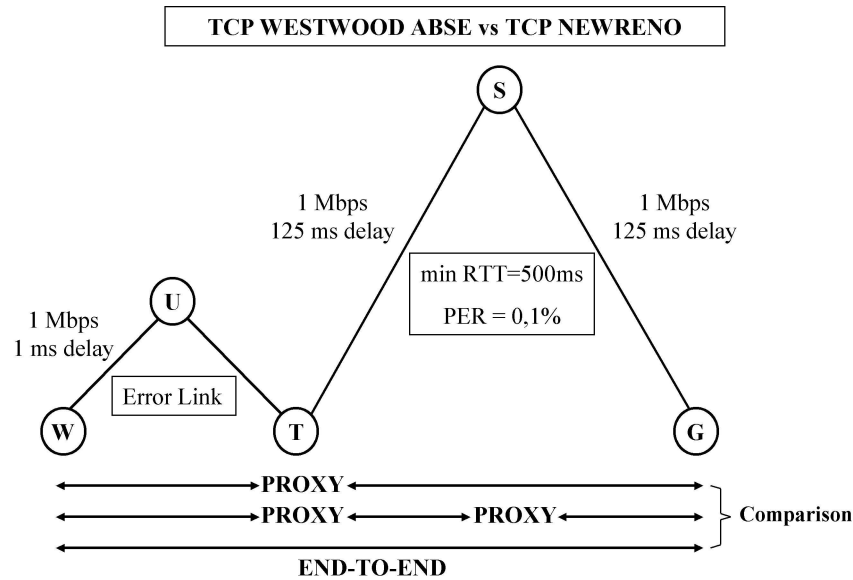 TCP WESTWOOD ABSE vs TCP NEWRENO
S
1 Mbps
125 ms delay
1 Mbps
125 ms delay
min RTT=500ms
PER = 0,1%
U
1 Mbps
1 ms delay
Error Link
W
T
G
PROXY
PROXY PROXY
Comparison
END-TO-END